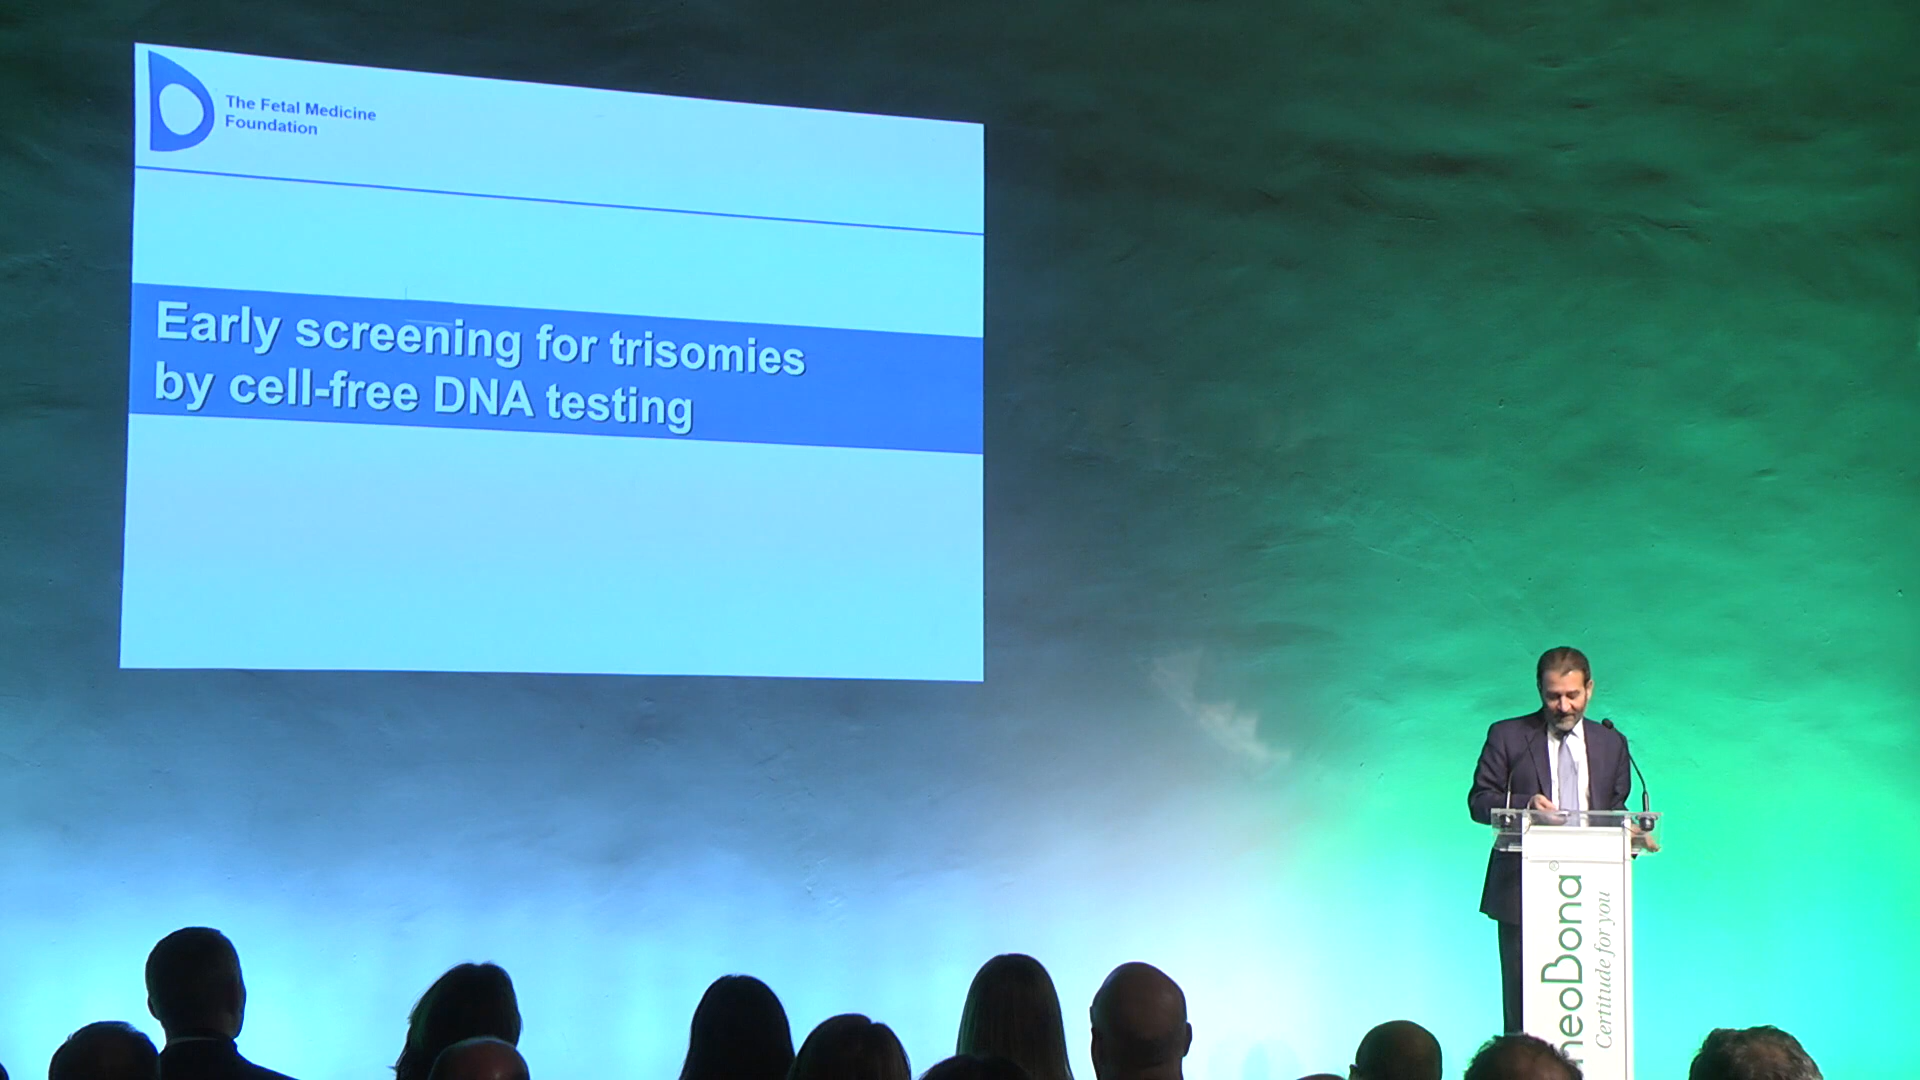 The Fetal Medicine
Foundation
Early screening for trisomies
by cell-free DNA testing
neoBona®
Certitude for you